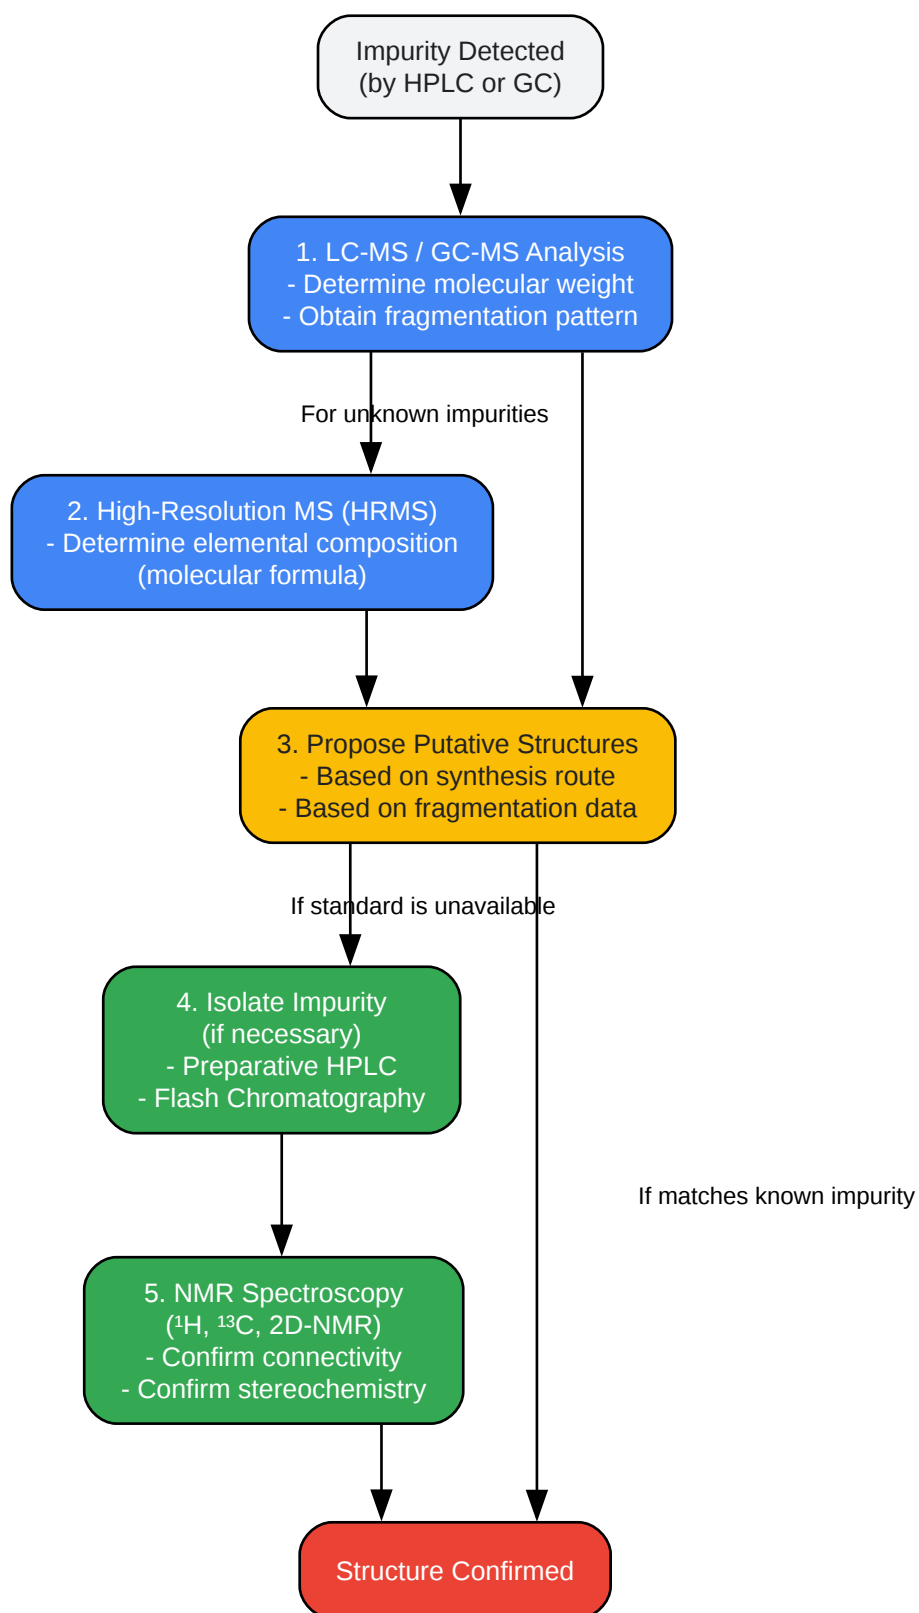 Impurity Detected
(by HPLC or GC)
1. LC-MS / GC-MS Analysis
- Determine molecular weight
- Obtain fragmentation pattern
For unknown impurities
2. High-Resolution MS (HRMS)
- Determine elemental composition
(molecular formula)
3. Propose Putative Structures
- Based on synthesis route
- Based on fragmentation data
If standard is unavailable
4. Isolate Impurity
(if necessary)
- Preparative HPLC
- Flash Chromatography
If matches known impurity
5. NMR Spectroscopy
(¹H, ¹³C, 2D-NMR)
- Confirm connectivity
- Confirm stereochemistry
Structure Confirmed